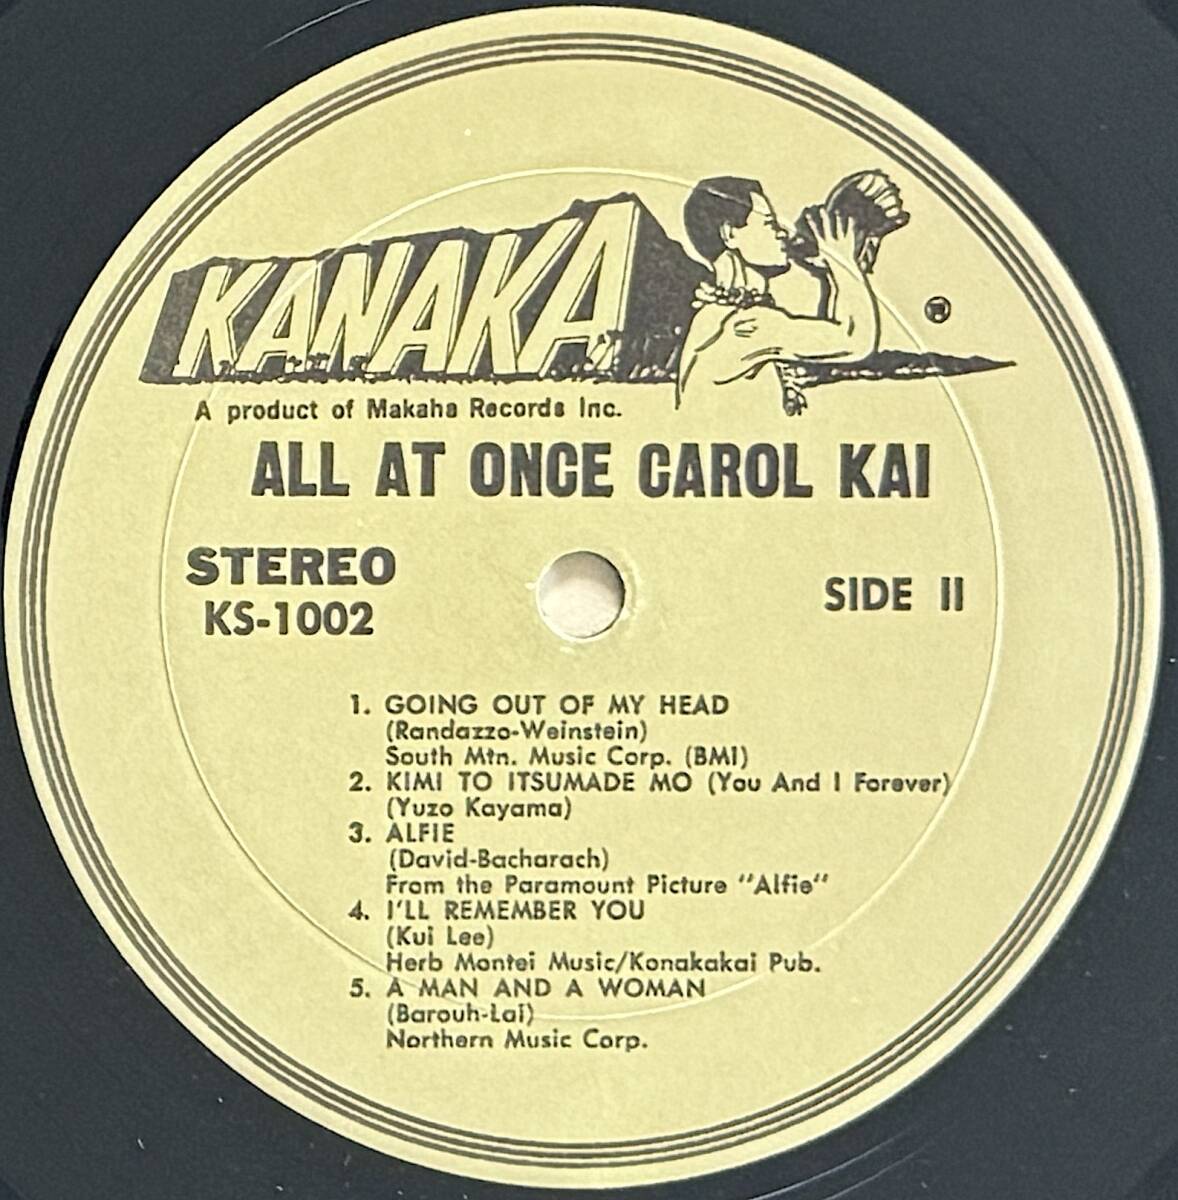 KANAKA
®
A product of Makaha Records Inc.
ALL AT ONCE CAROL KAI
STEREO
KS-1002
SIDE II
1. GOING OUT OF MY HEAD
(Randazzo-Weinstein)
South Mtn. Music Corp. (BMI)
2. KIMI TO ITSUMADE MO (You And I Forever)
(Yuzo Kayama)
3. ALFIE
(David-Bacharach)
From the Paramount Picture "Alfie"
4. I'LL REMEMBER YOU
(Kui Lee)
Herb Montei Music/Konakakai Pub.
5. A MAN AND A WOMAN
(Barouh-Lai)
Northern Music Corp.